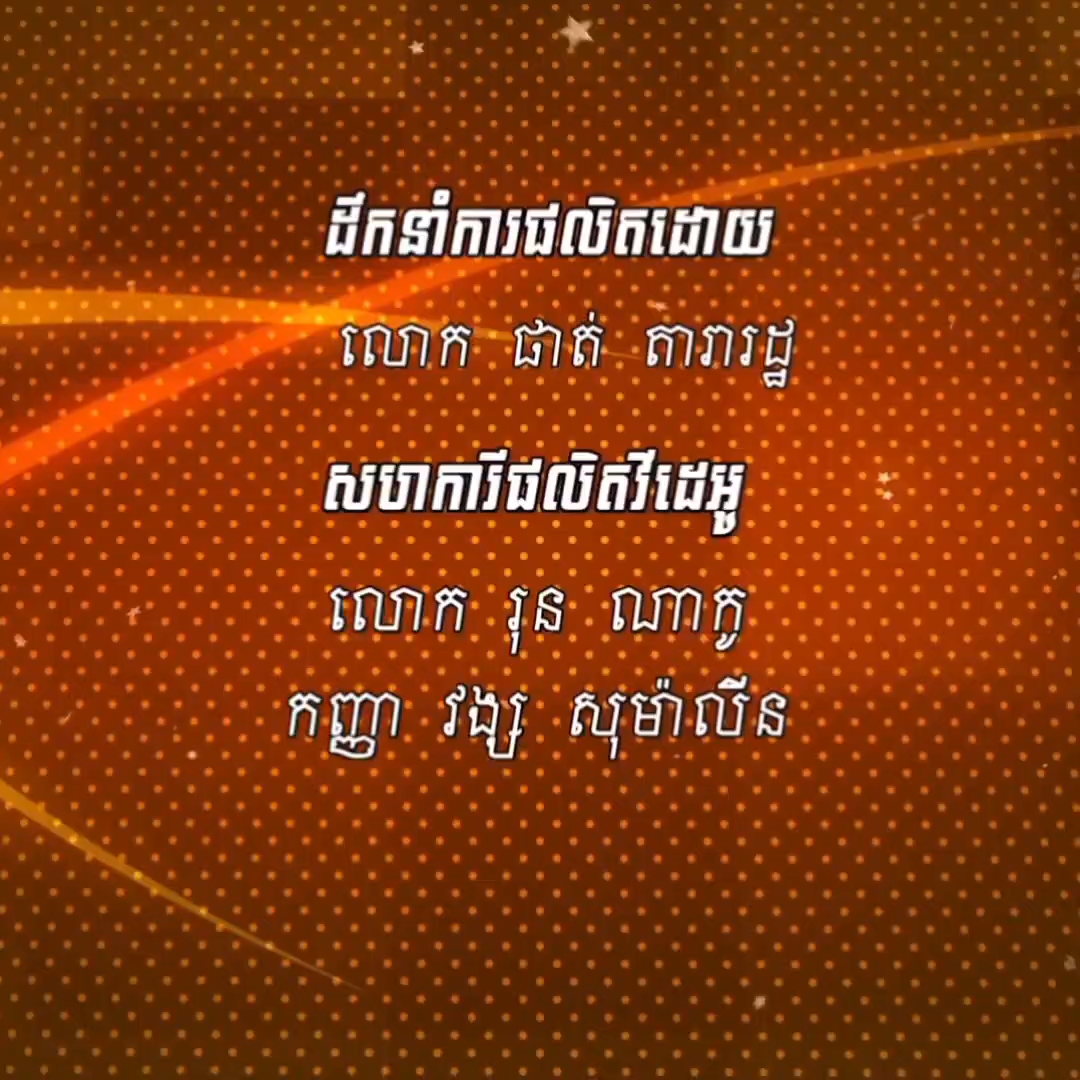 ដឹកនាំការផលិតដោយ
លោក ផាត់ តារារដ្ឋ
សហការីផលិតវីដេអូ
លោក រុន ណាកូ
កញ្ញា វង្ស សុម៉ាលីន